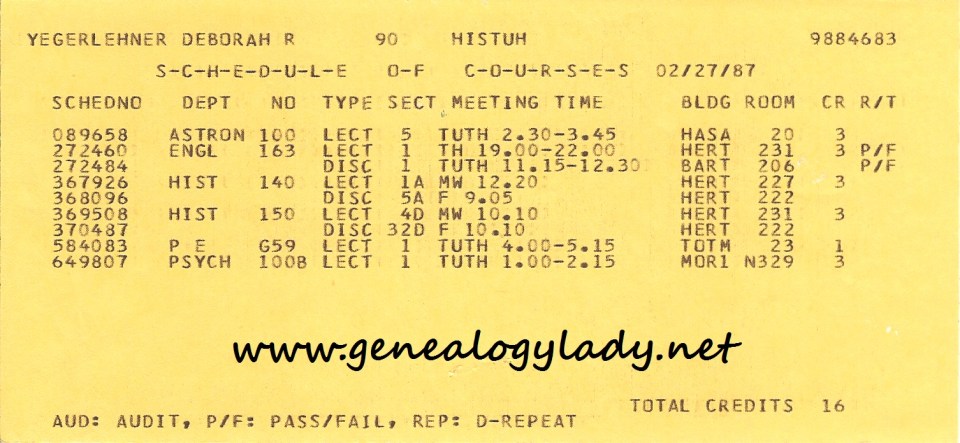 YEGERLEHNER DEBORAH R 90 HISTUH 9884683
S-C-H-E-D-U-L-E O-F C-O-U-R-S-E-S 02/27/87
SCHEDNO DEPT NO TYPE SECT MEETING TIME BLDG ROOM CR R/T
089658 ASTRON 100 LECT 5 TUTH 2.30-3.45 HASA 20 3
272460 ENGL 163 LECT 1 TH 19.00-22.00 HERT 231 3 P/F
272484 DISC 1 TUTH 11.15-12.30 BART 206 P/F
367926 HIST 140 LECT 1A MW 12.20 HERT 227 3
368096 DISC 5A F 9.05 HERT 222
369508 HIST 150 LECT 4D MW 10.10 HERT 231 3
370487 DISC 32D F 10.10 HERT 222
584083 P E G59 LECT 1 TUTH 4.00-5.15 TOTM 23 1
649807 PSYCH 100B LECT 1 TUTH 1.00-2.15 MOR1 N329 3
www.genealogylady.net
TOTAL CREDITS 16
AUD: AUDIT, P/F: PASS/FAIL, REP: D-REPEAT